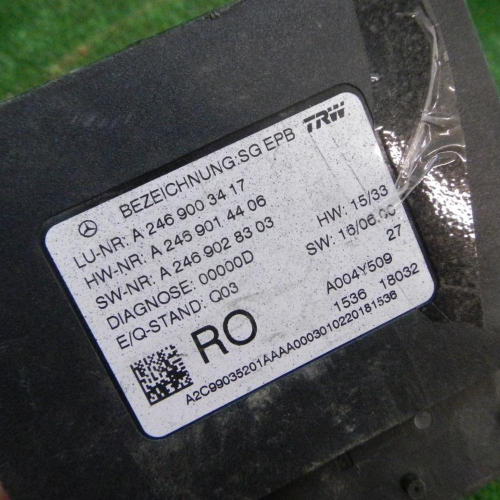 TRW
BEZEICHNUNG:SG EPB
LU-NR: A 246 900 34 17
HW-NR: A 246 901 44 06
SW-NR: A 246 902 83 03
DIAGNOSE: 00000D
E/Q-STAND: Q03
HW: 15/33
SW: 16/06.00
27
A004Y509
1536 18032
RO
A2C99035201AAAA0003010220181536